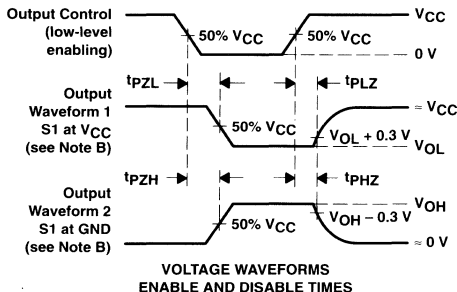 Output Control
(low-level
enabling)
50% VCC
50% VCC
VCC
0 V
tPZL
tPLZ
Output
Waveform 1
S1 at VCC
(see Note B)
50% VCC
≈ VCC
VOL + 0.3 V
VOL
tPZH
tPHZ
Output
Waveform 2
S1 at GND
(see Note B)
50% VCC
VOH
VOH − 0.3 V
≈ 0 V
VOLTAGE WAVEFORMS
ENABLE AND DISABLE TIMES